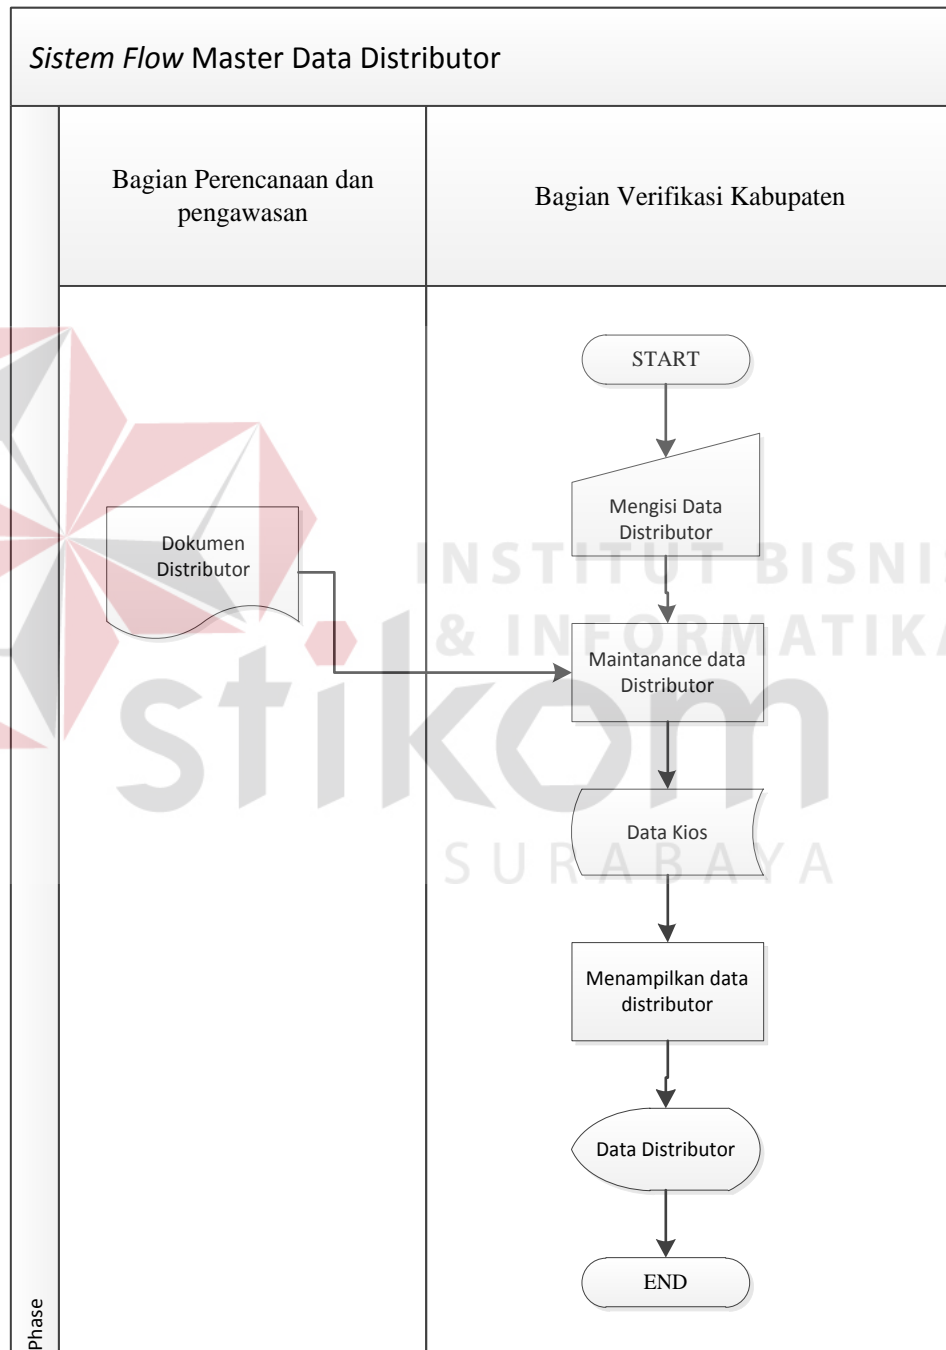 Sistem Flow Master Data Distributor
Bagian Perencanaan dan
pengawasan
Bagian Verifikasi Kabupaten
START
Mengisi Data
Distributor
Dokumen
Distributor
INSTITUT BISNIS
& INFORMATIKA
Maintanance data
Distributor
stikom
Data Kios
SURABAYA
Menampilkan data
distributor
Data Distributor
END
Phase